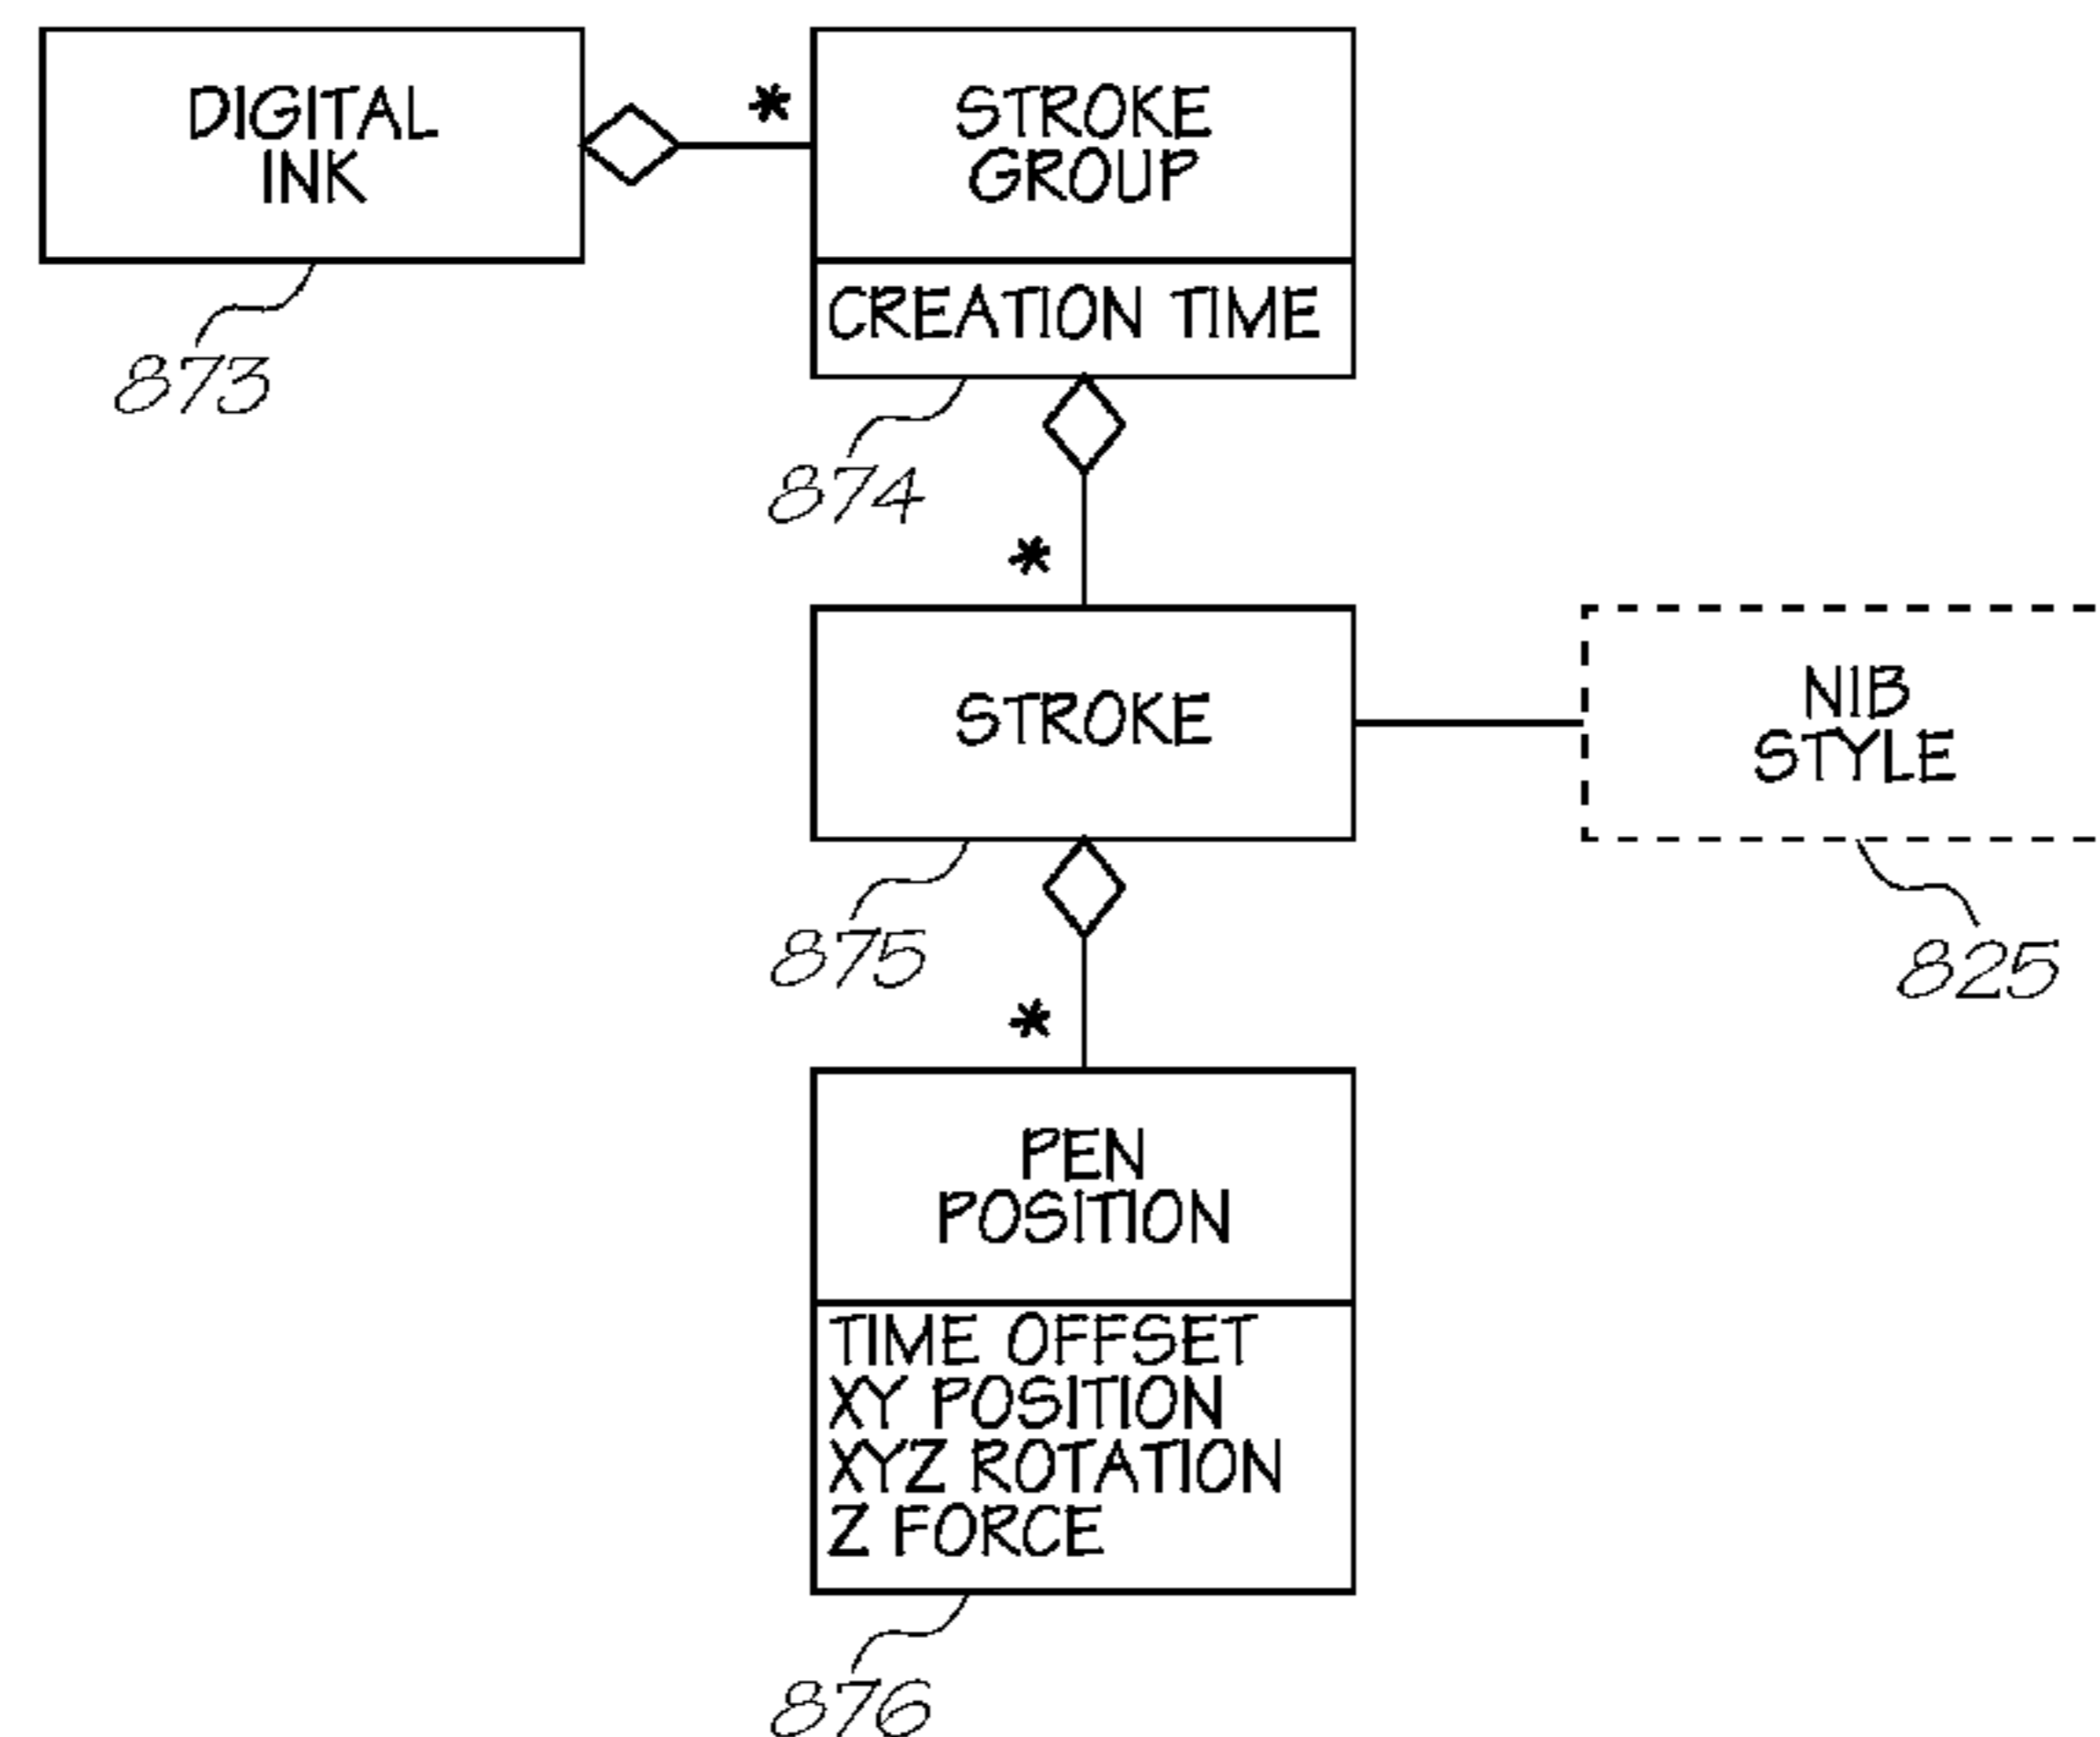 DIGITAL
INK
873
*
STROKE
GROUP
CREATION TIME
874
*
STROKE
875
NIB
STYLE
825
*
PEN
POSITION
TIME OFFSET
XY POSITION
XYZ ROTATION
Z FORCE
876